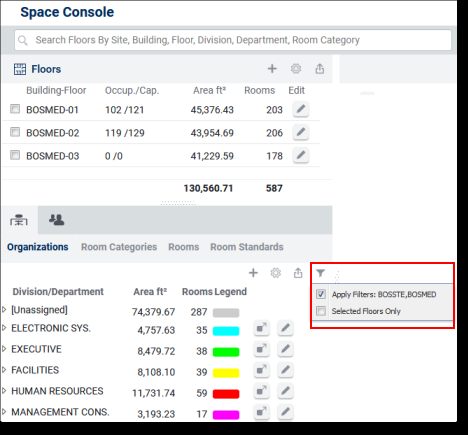 Space Console
Search Floors By Site, Building, Floor, Division, Department, Room Category
Floors
Building-Floor Occup./Cap. Area ft² Rooms Edit
BOSMED-01 102 /121 45,376.43 203
BOSMED-02 119 /129 43,954.69 206
BOSMED-03 0 /0 41,229.59 178
130,560.71 587
Organizations Room Categories Rooms Room Standards
Apply Filters: BOSSTE,BOSMED
Selected Floors Only
Division/Department Area ft² Rooms Legend
[Unassigned] 74,379.67 287
ELECTRONIC SYS. 4,757.63 35
EXECUTIVE 8,479.72 38
FACILITIES 8,108.10 39
HUMAN RESOURCES 11,731.74 59
MANAGEMENT CONS. 3,193.23 17